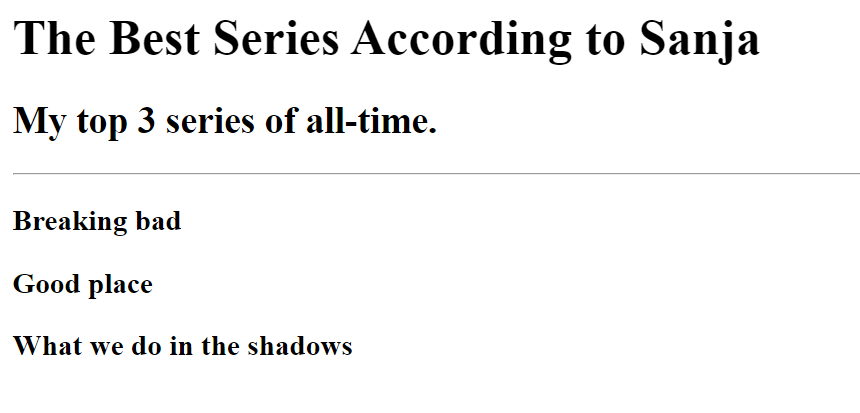 The Best Series According to Sanja
My top 3 series of all-time.
Breaking bad
Good place
What we do in the shadows